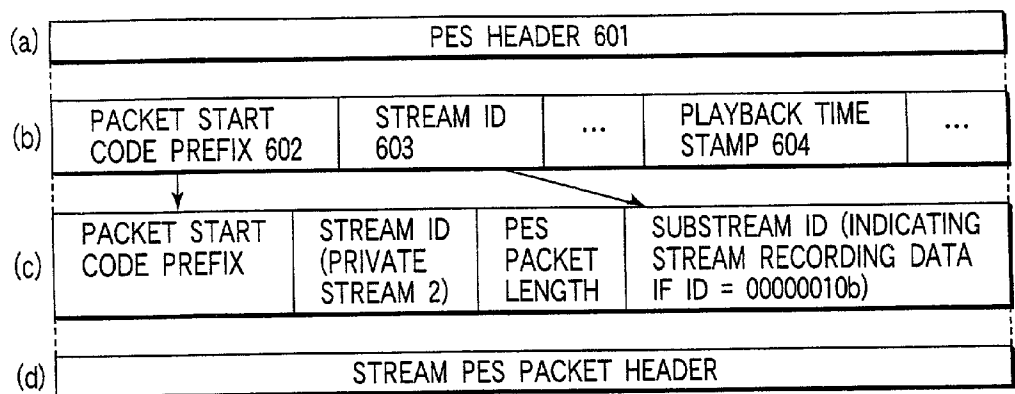 (a)
PES HEADER 601
(b)
PACKET START
CODE PREFIX 602
STREAM ID
603
...
PLAYBACK TIME
STAMP 604
...
(c)
PACKET START
CODE PREFIX
STREAM ID
(PRIVATE
STREAM 2)
PES
PACKET
LENGTH
SUBSTREAM ID (INDICATING
STREAM RECORDING DATA
IF ID = 00000010b)
(d)
STREAM PES PACKET HEADER